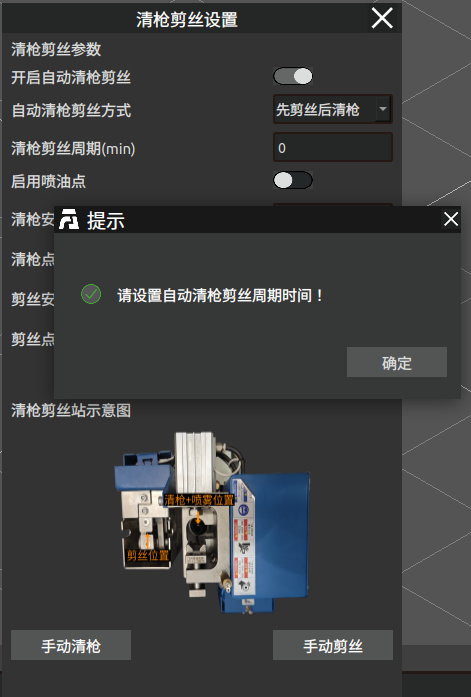 清枪剪丝设置
清枪剪丝参数
开启自动清枪剪丝
自动清枪剪丝方式
先剪丝后清枪
清枪剪丝周期(min)
0
启用喷油点
清枪安
提示
清枪点
请设置自动清枪剪丝周期时间！
剪丝安
剪丝点
确定
清枪剪丝站示意图
清枪+喷雾位置
剪丝位置
手动清枪
手动剪丝